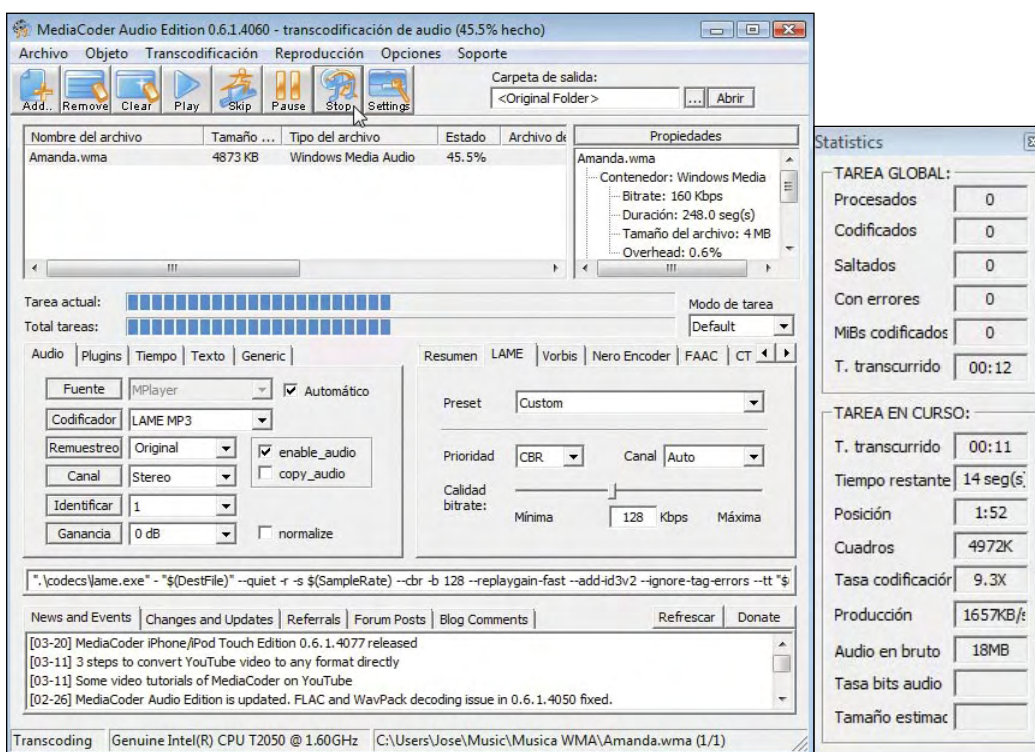 MediaCoder Audio Edition 0.6.1.4060 - transcodificación de audio (45.5% hecho)
Archivo Objeto Transcodificación Reproducción Opciones Soporte
Add.. Remove Clear Play Skip Pause Stop Settings
Carpeta de salida:
<Original Folder> ... Abrir
Nombre del archivo Tamaño ... Tipo del archivo Estado Archivo de
Amanda.wma 4873 KB Windows Media Audio 45.5%
Propiedades
Amanda.wma
Contenedor: Windows Media
Bitrate: 160 Kbps
Duración: 248.0 seg(s)
Tamaño del archivo: 4 MB
Overhead: 0.6%
Tarea actual:
Total tareas:
Modo de tarea
Default
Audio Plugins Tiempo Texto Generic
Fuente MPlayer Automático
Codificador LAME MP3
Remuestreo Original enable_audio
Canal Stereo copy_audio
Identificar 1
Ganancia 0 dB normalize
Resumen LAME Vorbis Nero Encoder FAAC CT
Preset Custom
Prioridad CBR Canal Auto
Calidad
bitrate:
Mínima 128 Kbps Máxima
".\codecs\lame.exe" - "$(DestFile)" --quiet -r -s $(SampleRate) --cbr -b 128 --replaygain-fast --add-id3v2 --ignore-tag-errors --tt "$(
News and Events Changes and Updates Referrals Forum Posts Blog Comments Refrescar Donate
[03-20] MediaCoder iPhone/iPod Touch Edition 0.6.1.4077 released
[03-11] 3 steps to convert YouTube video to any format directly
[03-11] Some video tutorials of MediaCoder on YouTube
[02-26] MediaCoder Audio Edition is updated. FLAC and WavPack decoding issue in 0.6.1.4050 fixed.
Transcoding Genuine Intel(R) CPU T2050 @ 1.60GHz C:\Users\Jose\Music\Musica WMA\Amanda.wma (1/1)
Statistics
TAREA GLOBAL:
Procesados 0
Codificados 0
Saltados 0
Con errores 0
MiBs codificados 0
T. transcurrido 00:12
TAREA EN CURSO:
T. transcurrido 00:11
Tiempo restante 14 seg(s)
Posición 1:52
Cuadros 4972K
Tasa codificación 9.3X
Producción 1657KB/s
Audio en bruto 18MB
Tasa bits audio
Tamaño estimac